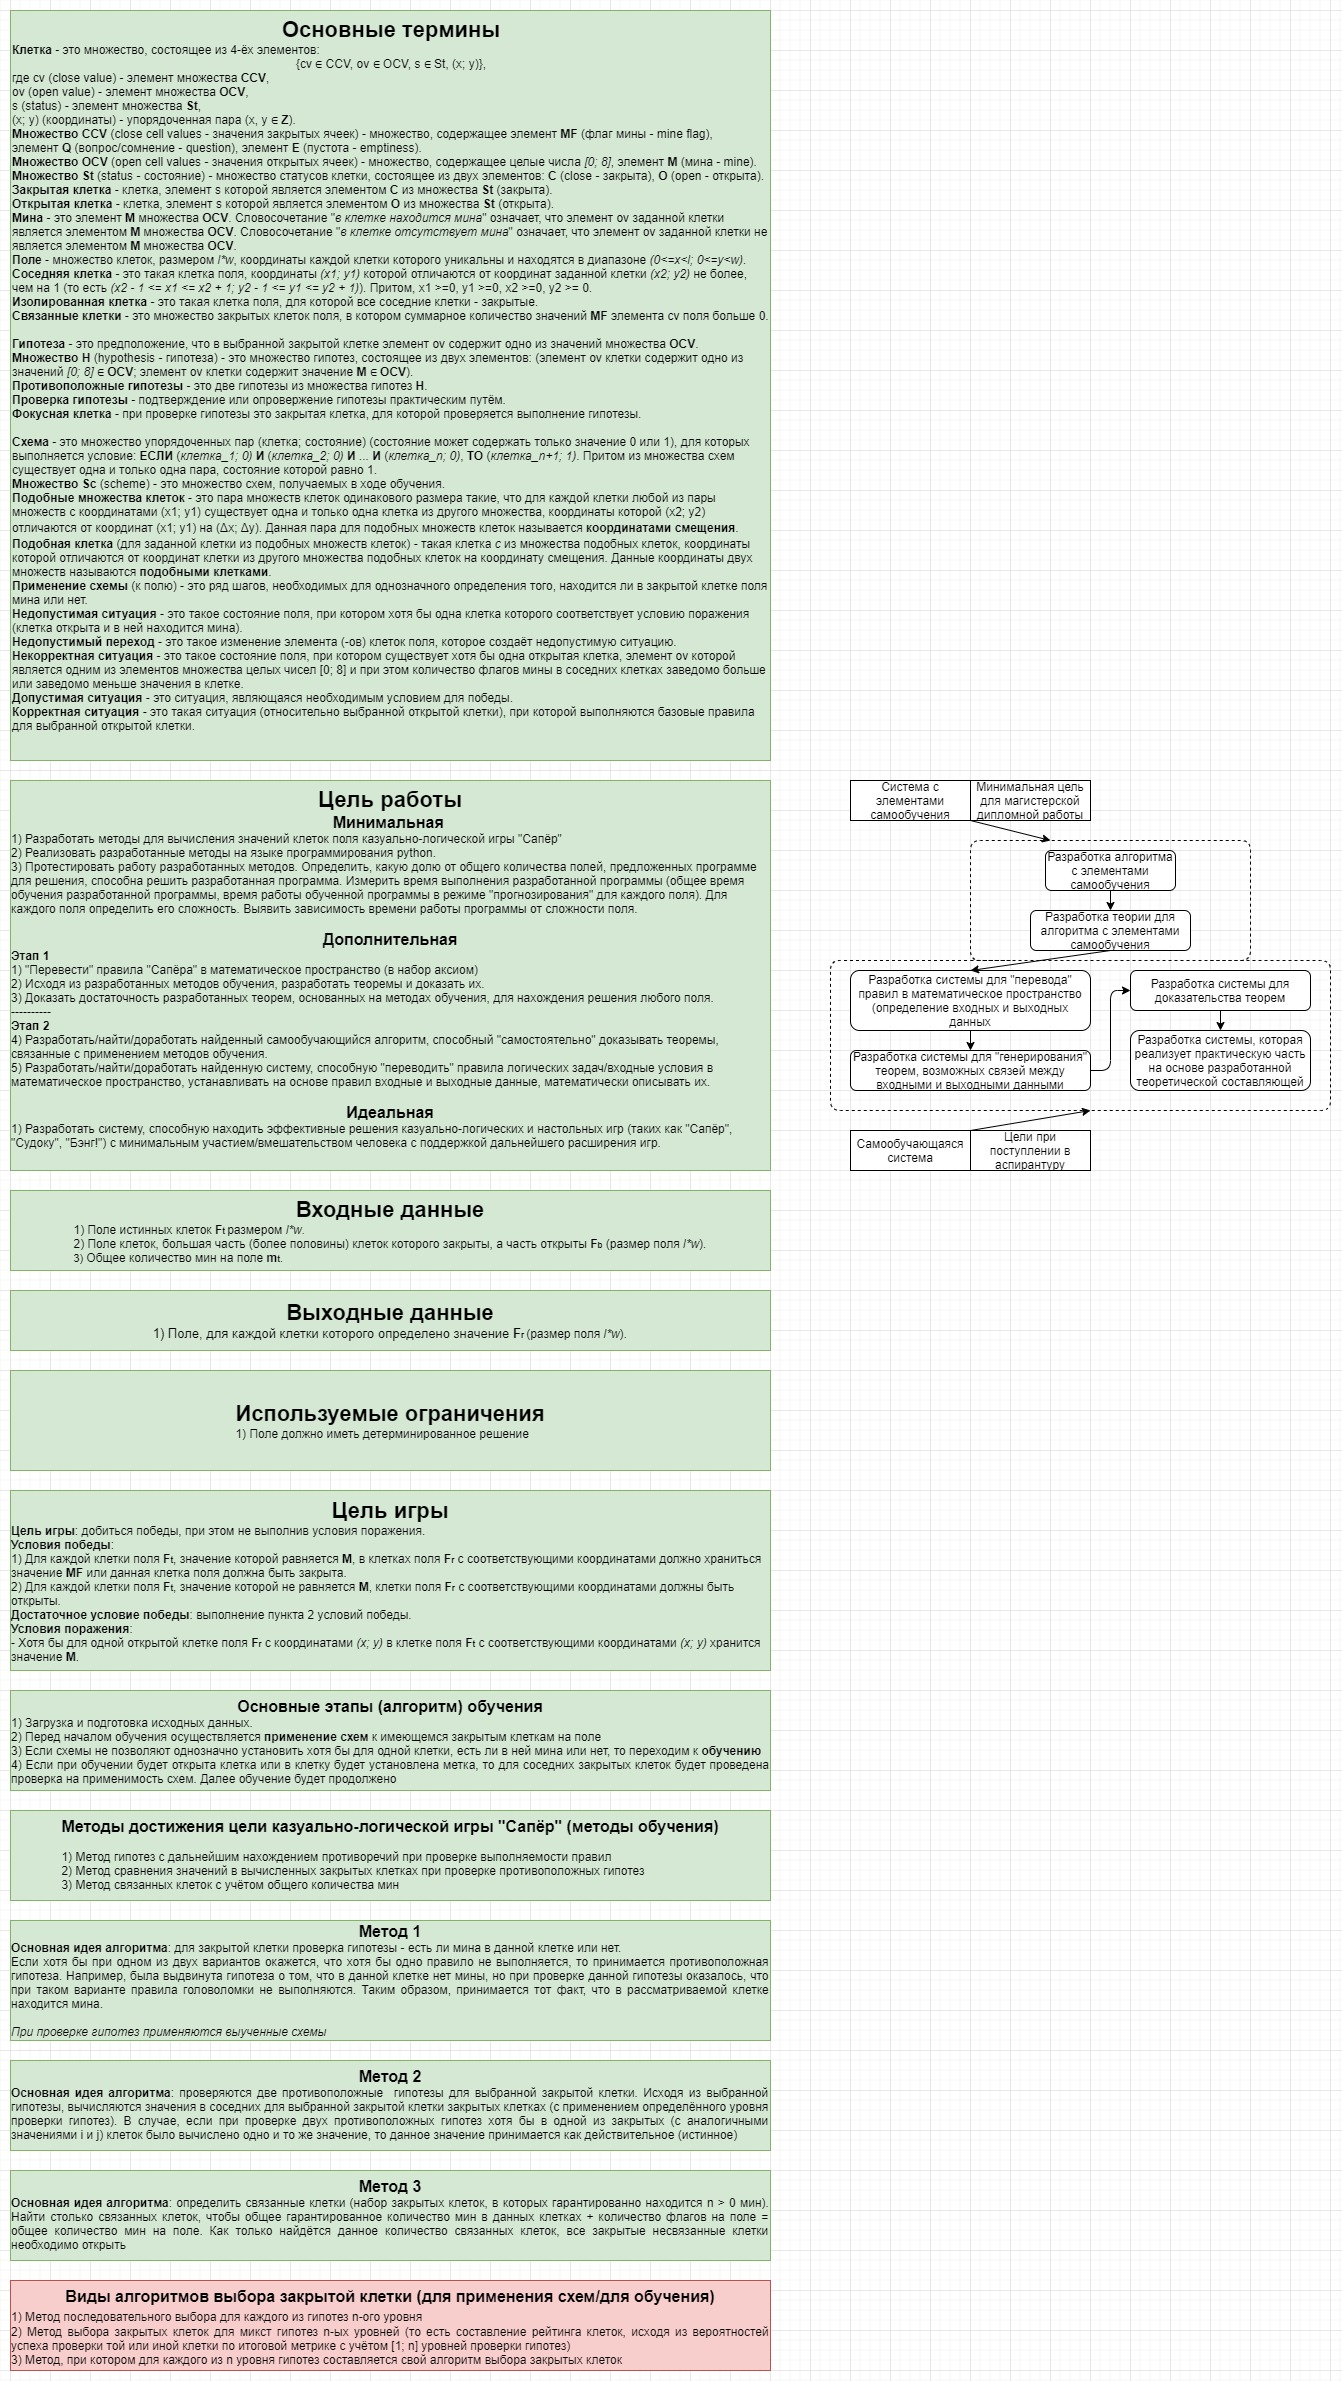 Основные термины
Клетка - это множество, состоящее из 4-ёх элементов:
{cv ∈ CCV, ov ∈ OCV, s ∈ St, (x; y)},
где cv (close value) - элемент множества CCV,
ov (open value) - элемент множества OCV,
s (status) - элемент множества St,
(x; y) (координаты) - упорядоченная пара (x, y ∈ Z).
Множество CCV (close cell values - значения закрытых ячеек) - множество, содержащее элемент MF (флаг мины - mine flag),
элемент Q (вопрос/сомнение - question), элемент E (пустота - emptiness).
Множество OCV (open cell values - значения открытых ячеек) - множество, содержащее целые числа [0; 8], элемент M (мина - mine).
Множество St (status - состояние) - множество статусов клетки, состоящее из двух элементов: C (close - закрыта), O (open - открыта).
Закрытая клетка - клетка, элемент s которой является элементом C из множества St (закрыта).
Открытая клетка - клетка, элемент s которой является элементом O из множества St (открыта).
Мина - это элемент M множества OCV. Словосочетание "в клетке находится мина" означает, что элемент ov заданной клетки
является элементом M множества OCV. Словосочетание "в клетке отсутствует мина" означает, что элемент ov заданной клетки не
является элементом M множества OCV.
Поле - множество клеток, размером l*w, координаты каждой клетки которого уникальны и находятся в диапазоне (0<=x<l; 0<=y<w).
Соседняя клетка - это такая клетка поля, координаты (x1; y1) которой отличаются от координат заданной клетки (x2; y2) не более,
чем на 1 (то есть (x2 - 1 <= x1 <= x2 + 1; y2 - 1 <= y1 <= y2 + 1)). Притом, x1 >=0, y1 >=0, x2 >=0, y2 >= 0.
Изолированная клетка - это такая клетка поля, для которой все соседние клетки - закрытые.
Связанные клетки - это множество закрытых клеток поля, в котором суммарное количество значений MF элемента cv поля больше 0.
Гипотеза - это предположение, что в выбранной закрытой клетке элемент ov содержит одно из значений множества OCV.
Множество H (hypothesis - гипотеза) - это множество гипотез, состоящее из двух элементов: (элемент ov клетки содержит одно из
значений [0; 8] ∈ OCV; элемент ov клетки содержит значение M ∈ OCV).
Противоположные гипотезы - это две гипотезы из множества гипотез H.
Проверка гипотезы - подтверждение или опровержение гипотезы практическим путём.
Фокусная клетка - при проверке гипотезы это закрытая клетка, для которой проверяется выполнение гипотезы.
Схема - это множество упорядоченных пар (клетка; состояние) (состояние может содержать только значение 0 или 1), для которых
выполняется условие: ЕСЛИ (клетка_1; 0) И (клетка_2; 0) И ... И (клетка_n; 0), ТО (клетка_n+1; 1). Притом из множества схем
существует одна и только одна пара, состояние которой равно 1.
Множество Sc (scheme) - это множество схем, получаемых в ходе обучения.
Подобные множества клеток - это пара множеств клеток одинакового размера такие, что для каждой клетки любой из пары
множеств с координатами (x1; y1) существует одна и только одна клетка из другого множества, координаты которой (x2; y2)
отличаются от координат (x1; y1) на (Δx; Δy). Данная пара для подобных множеств клеток называется координатами смещения.
Подобная клетка (для заданной клетки из подобных множеств клеток) - такая клетка c из множества подобных клеток, координаты
которой отличаются от координат клетки из другого множества подобных клеток на координату смещения. Данные координаты двух
множеств называются подобными клетками.
Применение схемы (к полю) - это ряд шагов, необходимых для однозначного определения того, находится ли в закрытой клетке поля
мина или нет.
Недопустимая ситуация - это такое состояние поля, при котором хотя бы одна клетка которого соответствует условию поражения
(клетка открыта и в ней находится мина).
Недопустимый переход - это такое изменение элемента (-ов) клеток поля, которое создаёт недопустимую ситуацию.
Некорректная ситуация - это такое состояние поля, при котором существует хотя бы одна открытая клетка, элемент ov которой
является одним из элементов множества целых чисел [0; 8] и при этом количество флагов мины в соседних клетках заведомо больше
или заведомо меньше значения в клетке.
Допустимая ситуация - это ситуация, являющаяся необходимым условием для победы.
Корректная ситуация - это такая ситуация (относительно выбранной открытой клетки), при которой выполняются базовые правила
для выбранной открытой клетки.
Цель работы
Минимальная
1) Разработать методы для вычисления значений клеток поля казуально-логической игры "Сапёр"
2) Реализовать разработанные методы на языке программирования python.
3) Протестировать работу разработанных методов. Определить, какую долю от общего количества полей, предложенных программе
для решения, способна решить разработанная программа. Измерить время выполнения разработанной программы (общее время
обучения разработанной программы, время работы обученной программы в режиме "прогнозирования" для каждого поля). Для
каждого поля определить его сложность. Выявить зависимость времени работы программы от сложности поля.
Дополнительная
Этап 1
1) "Перевести" правила "Сапёра" в математическое пространство (в набор аксиом)
2) Исходя из разработанных методов обучения, разработать теоремы и доказать их.
3) Доказать достаточность разработанных теорем, основанных на методах обучения, для нахождения решения любого поля.
----------
Этап 2
4) Разработать/найти/доработать найденный самообучающийся алгоритм, способный "самостоятельно" доказывать теоремы,
связанные с применением методов обучения.
5) Разработать/найти/доработать найденную систему, способную "переводить" правила логических задач/входные условия в
математическое пространство, устанавливать на основе правил входные и выходные данные, математически описывать их.
Идеальная
1) Разработать систему, способную находить эффективные решения казуально-логических и настольных игр (таких как "Сапёр",
"Судоку", "Бэнг!") с минимальным участием/вмешательством человека с поддержкой дальнейшего расширения игр.
Система с
элементами
самообучения
Минимальная цель
для магистерской
дипломной работы
Разработка алгоритма
с элементами
самообучения
Разработка теории для
алгоритма с элементами
самообучения
Разработка системы для "перевода"
правил в математическое пространство
(определение входных и выходных
данных
Разработка системы для "генерирования"
теорем, возможных связей между
входными и выходными данными
Разработка системы для
доказательства теорем
Разработка системы, которая
реализует практическую часть
на основе разработанной
теоретической составляющей
Самообучающаяся
система
Цели при
поступлении в
аспирантуру
Входные данные
1) Поле истинных клеток Ft размером l*w.
2) Поле клеток, большая часть (более половины) клеток которого закрыты, а часть открыты Fb (размер поля l*w).
3) Общее количество мин на поле mt.
Выходные данные
1) Поле, для каждой клетки которого определено значение Fr (размер поля l*w).
Используемые ограничения
1) Поле должно иметь детерминированное решение
Цель игры
Цель игры: добиться победы, при этом не выполнив условия поражения.
Условия победы:
1) Для каждой клетки поля Ft, значение которой равняется M, в клетках поля Fr с соответствующими координатами должно храниться
значение MF или данная клетка поля должна быть закрыта.
2) Для каждой клетки поля Ft, значение которой не равняется M, клетки поля Fr с соответствующими координатами должны быть
открыты.
Достаточное условие победы: выполнение пункта 2 условий победы.
Условия поражения:
- Хотя бы для одной открытой клетке поля Fr с координатами (x; y) в клетке поля Ft с соответствующими координатами (x; y) хранится
значение M.
Основные этапы (алгоритм) обучения
1) Загрузка и подготовка исходных данных.
2) Перед началом обучения осуществляется применение схем к имеющемся закрытым клеткам на поле
3) Если схемы не позволяют однозначно установить хотя бы для одной клетки, есть ли в ней мина или нет, то переходим к обучению
4) Если при обучении будет открыта клетка или в клетку будет установлена метка, то для соседних закрытых клеток будет проведена
проверка на применимость схем. Далее обучение будет продолжено
Методы достижения цели казуально-логической игры "Сапёр" (методы обучения)
1) Метод гипотез с дальнейшим нахождением противоречий при проверке выполняемости правил
2) Метод сравнения значений в вычисленных закрытых клетках при проверке противоположных гипотез
3) Метод связанных клеток с учётом общего количества мин
Метод 1
Основная идея алгоритма: для закрытой клетки проверка гипотезы - есть ли мина в данной клетке или нет.
Если хотя бы при одном из двух вариантов окажется, что хотя бы одно правило не выполняется, то принимается противоположная
гипотеза. Например, была выдвинута гипотеза о том, что в данной клетке нет мины, но при проверке данной гипотезы оказалось, что
при таком варианте правила головоломки не выполняются. Таким образом, принимается тот факт, что в рассматриваемой клетке
находится мина.
При проверке гипотез применяются выученные схемы
Метод 2
Основная идея алгоритма: проверяются две противоположные гипотезы для выбранной закрытой клетки. Исходя из выбранной
гипотезы, вычисляются значения в соседних для выбранной закрытой клетки закрытых клетках (с применением определённого уровня
проверки гипотез). В случае, если при проверке двух противоположных гипотез хотя бы в одной из закрытых (с аналогичными
значениями i и j) клеток было вычислено одно и то же значение, то данное значение принимается как действительное (истинное)
Метод 3
Основная идея алгоритма: определить связанные клетки (набор закрытых клеток, в которых гарантированно находится n > 0 мин).
Найти столько связанных клеток, чтобы общее гарантированное количество мин в данных клетках + количество флагов на поле =
общее количество мин на поле. Как только найдётся данное количество связанных клеток, все закрытые несвязанные клетки
необходимо открыть
Виды алгоритмов выбора закрытой клетки (для применения схем/для обучения)
1) Метод последовательного выбора для каждого из гипотез n-ого уровня
2) Метод выбора закрытых клеток для микст гипотез n-ых уровней (то есть составление рейтинга клеток, исходя из вероятностей
успеха проверки той или иной клетки по итоговой метрике с учётом [1; n] уровней проверки гипотез)
3) Метод, при котором для каждого из n уровня гипотез составляется свой алгоритм выбора закрытых клеток